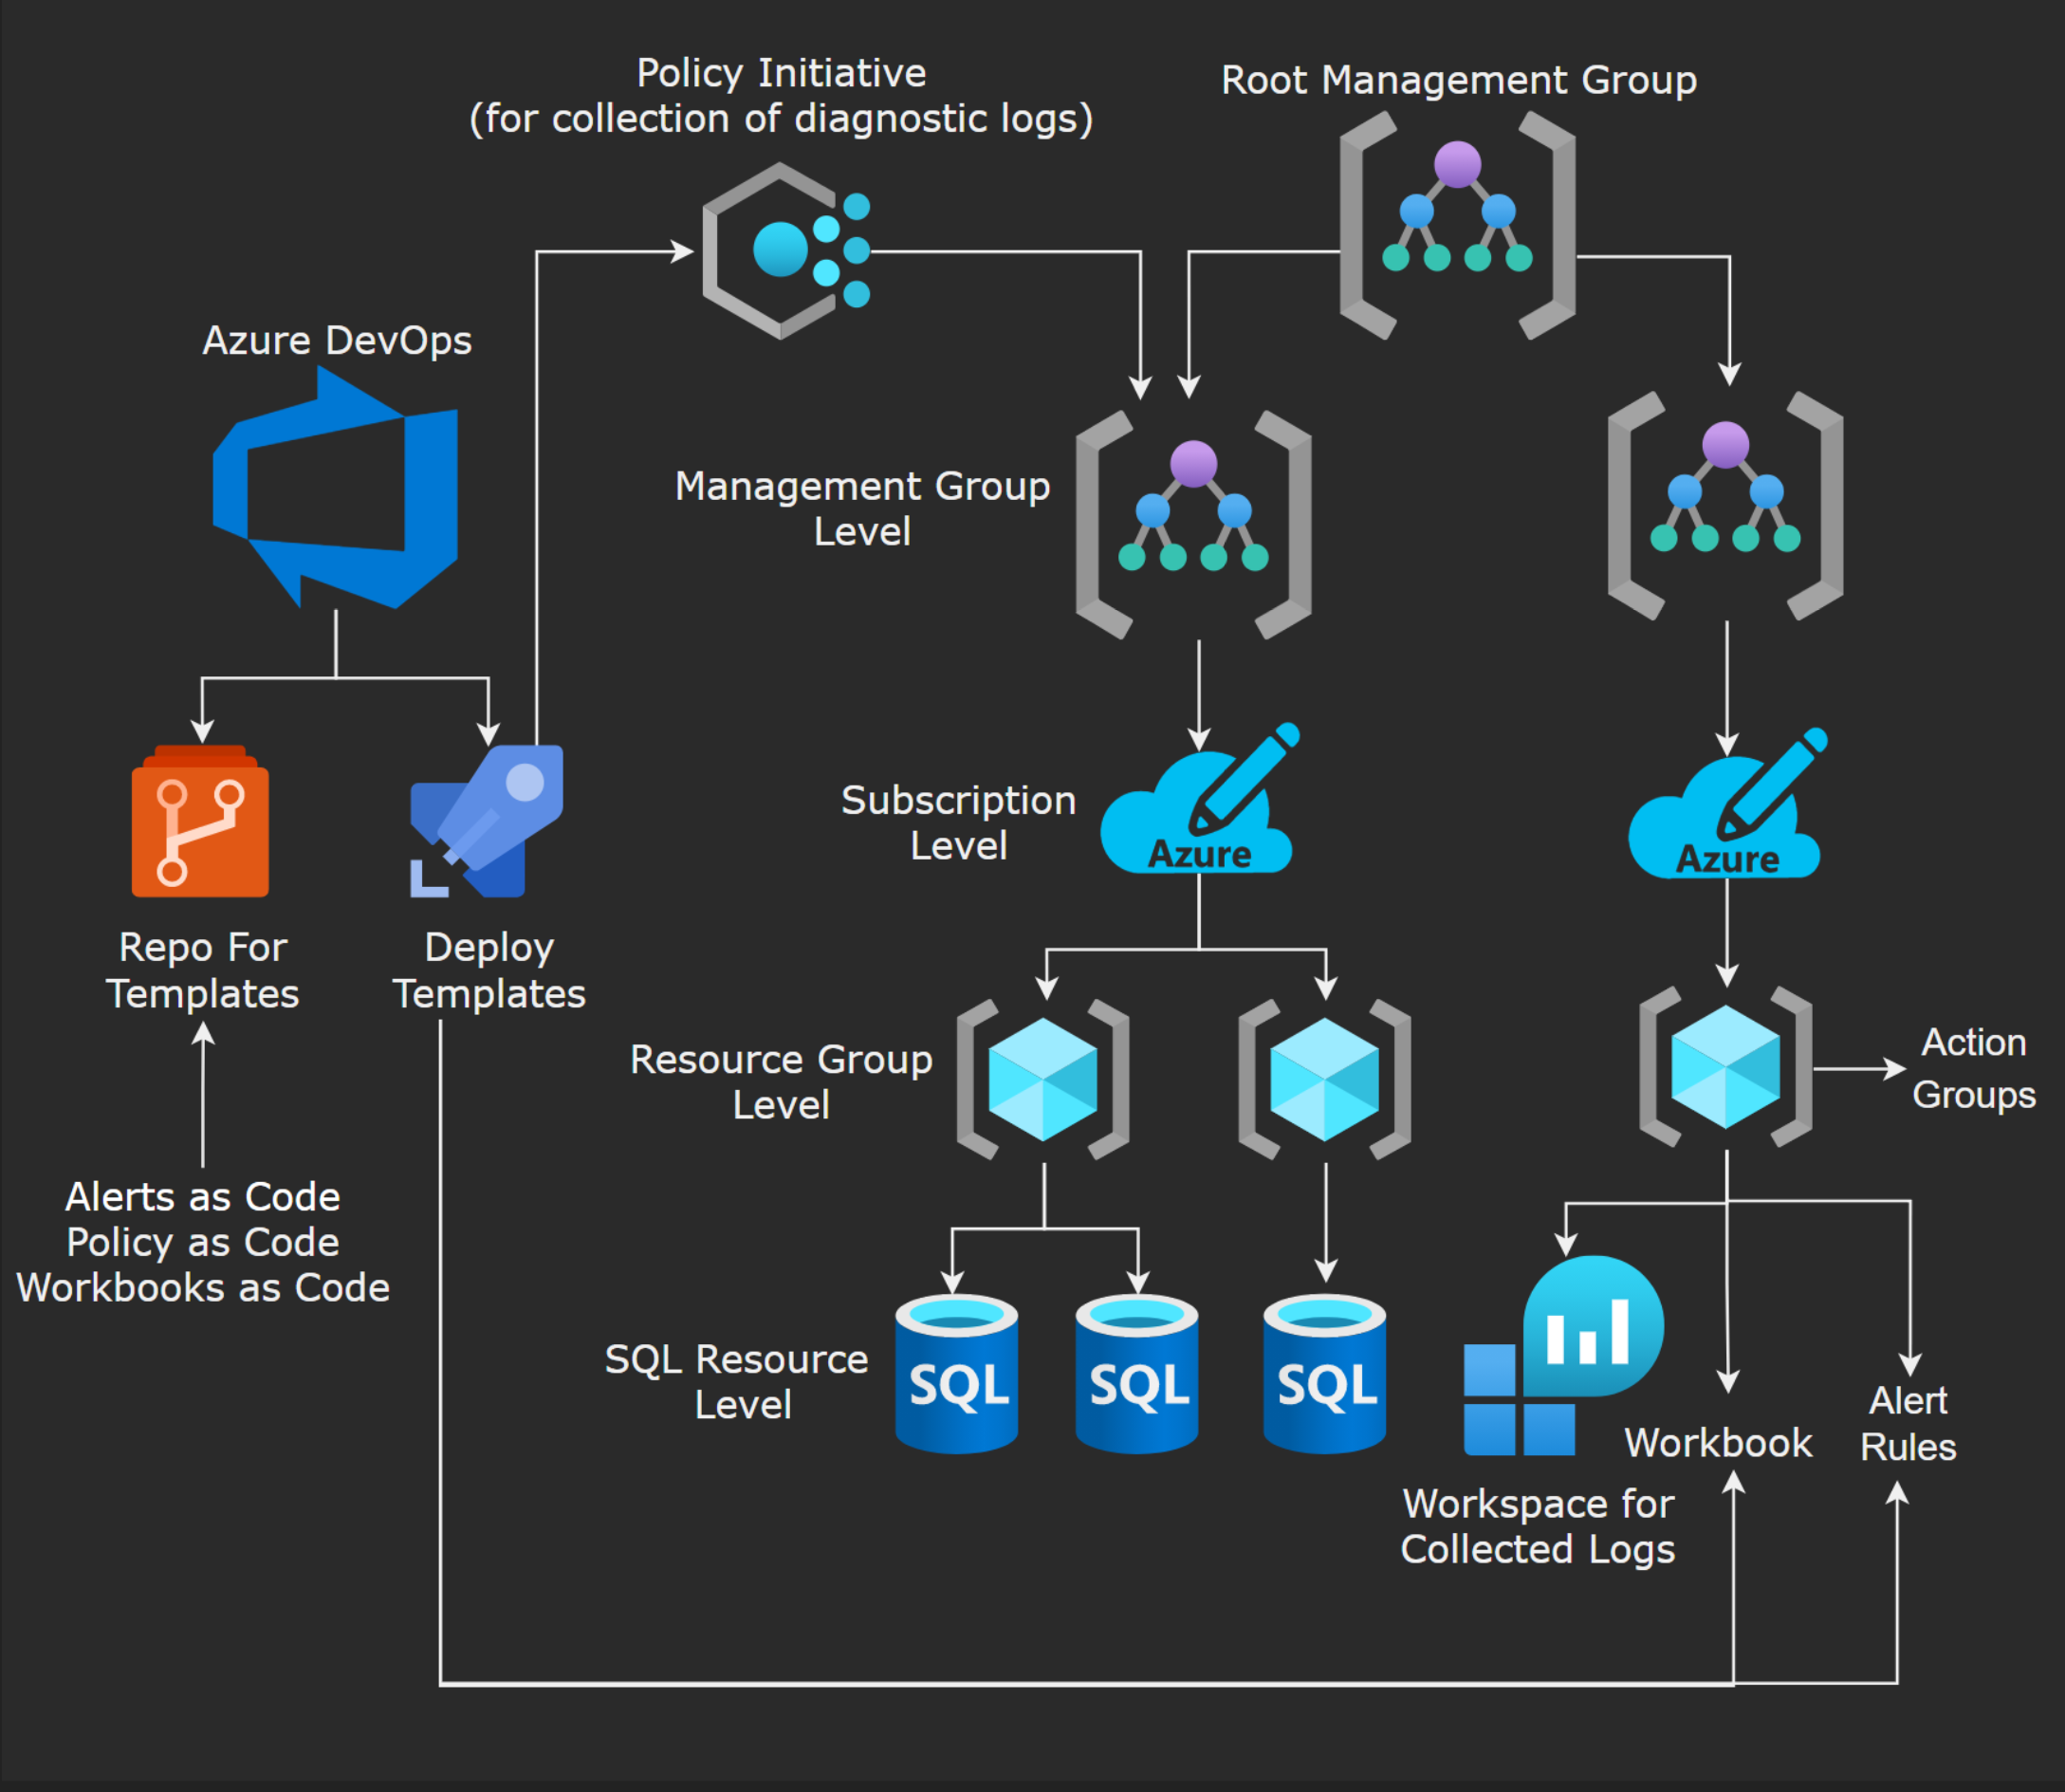 Policy Initiative
(for collection of diagnostic logs)
Root Management Group
Azure DevOps
Management Group
Level
Subscription
Level
Azure
Azure
Repo For
Templates
Deploy
Templates
Resource Group
Level
Action
Groups
Alerts as Code
Policy as Code
Workbooks as Code
SQL Resource
Level
SQL
SQL
SQL
Workbook
Alert
Rules
Workspace for
Collected Logs